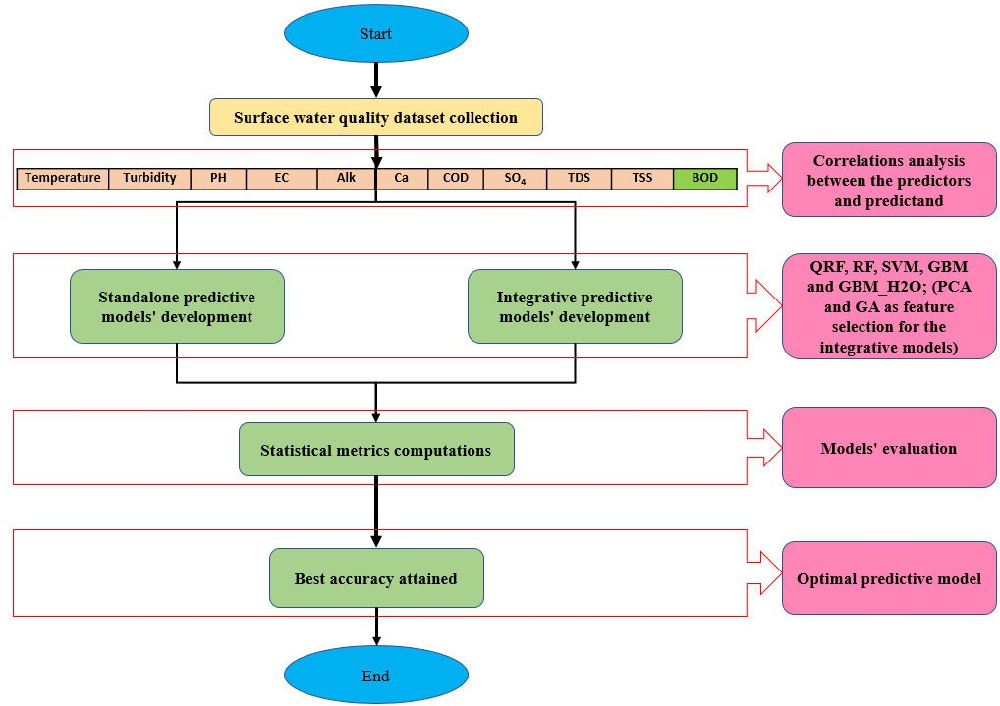 Start
Surface water quality dataset collection
Temperature Turbidity PH EC Alk Ca COD SO₄ TDS TSS BOD
Correlations analysis
between the predictors
and predictand
Standalone predictive
models' development
Integrative predictive
models' development
QRF, RF, SVM, GBM
and GBM_H2O; (PCA
and GA as feature
selection for the
integrative models)
Statistical metrics computations
Models' evaluation
Best accuracy attained
Optimal predictive model
End